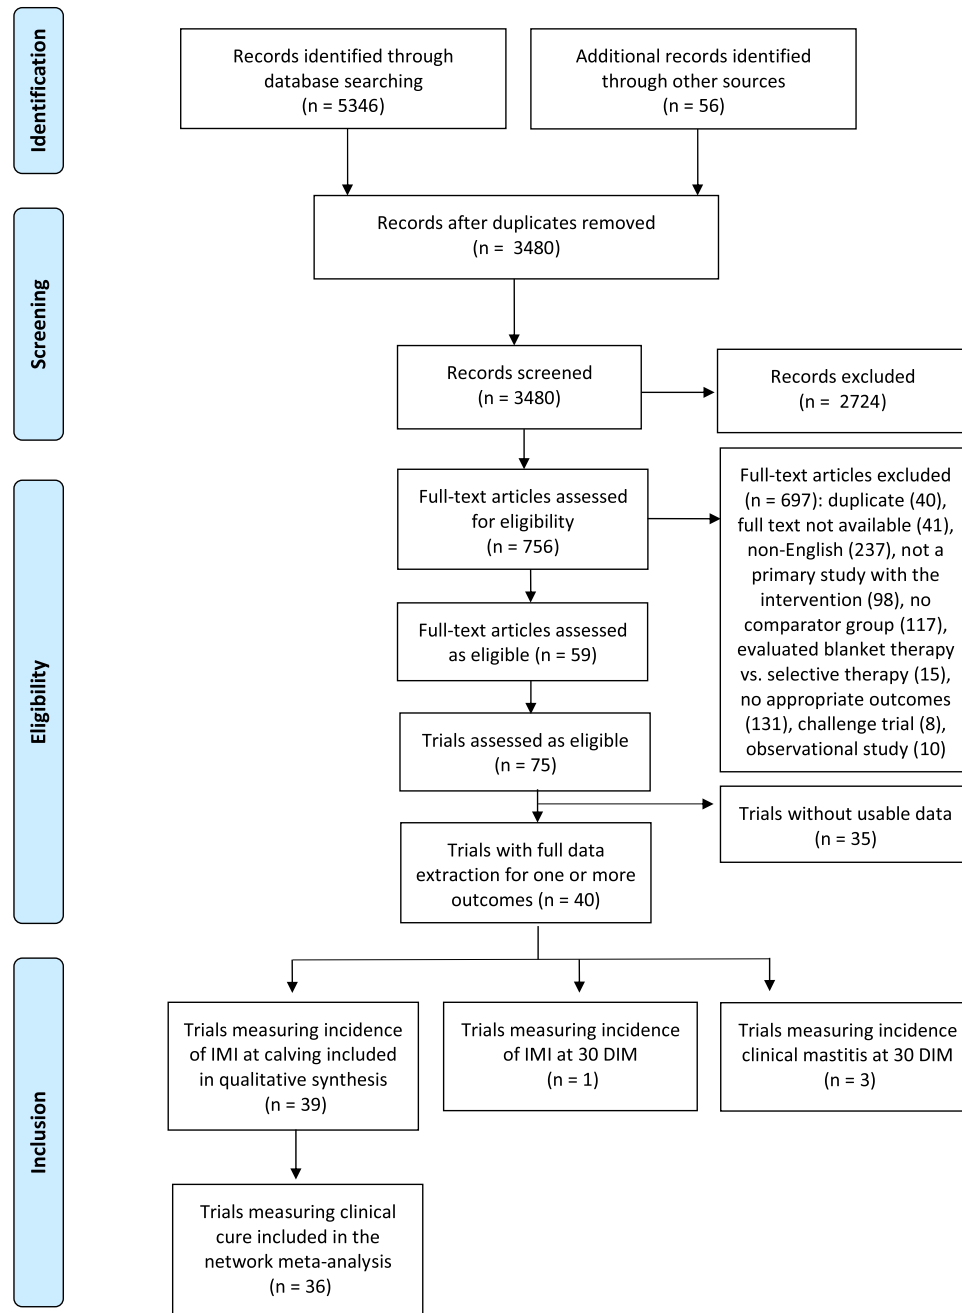 Identification
Records identified through
database searching
(n = 5346)
Additional records identified
through other sources
(n = 56)
Screening
Records after duplicates removed
(n =  3480)
Records screened
(n = 3480)
Records excluded
(n =  2724)
Eligibility
Full-text articles assessed
for eligibility
(n = 756)
Full-text articles excluded
(n = 697): duplicate (40),
full text not available (41),
non-English (237), not a
primary study with the
intervention (98), no
comparator group (117),
evaluated blanket therapy
vs. selective therapy (15),
no appropriate outcomes
(131), challenge trial (8),
observational study (10)
Full-text articles assessed
as eligible (n = 59)
Trials assessed as eligible
(n = 75)
Trials without usable data
(n = 35)
Trials with full data
extraction for one or more
outcomes (n = 40)
Inclusion
Trials measuring incidence
of IMI at calving included
in qualitative synthesis
(n = 39)
Trials measuring incidence
of IMI at 30 DIM
(n = 1)
Trials measuring incidence
clinical mastitis at 30 DIM
(n = 3)
Trials measuring clinical
cure included in the
network meta-analysis
(n = 36)